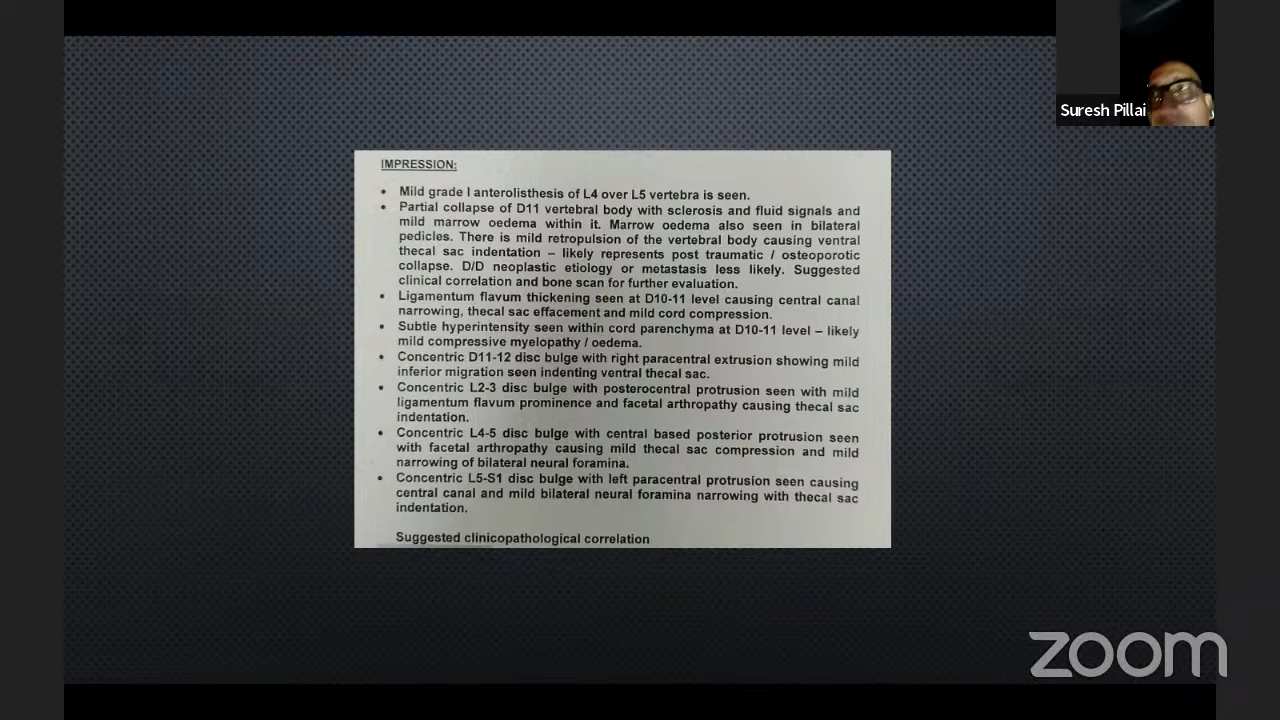 Suresh Pillai
IMPRESSION:
• Mild grade I anterolisthesis of L4 over L5 vertebra is seen.
• Partial collapse of D11 vertebral body with sclerosis and fluid signals and
mild marrow oedema within it. Marrow oedema also seen in bilateral
pedicles. There is mild retropulsion of the vertebral body causing ventral
thecal sac indentation – likely represents post traumatic / osteoporotic
collapse. D/D neoplastic etiology or metastasis less likely. Suggested
clinical correlation and bone scan for further evaluation.
• Ligamentum flavum thickening seen at D10-11 level causing central canal
narrowing, thecal sac effacement and mild cord compression.
• Subtle hyperintensity seen within cord parenchyma at D10-11 level – likely
mild compressive myelopathy / oedema.
• Concentric D11-12 disc bulge with right paracentral extrusion showing mild
inferior migration seen indenting ventral thecal sac.
• Concentric L2-3 disc bulge with posterocentral protrusion seen with mild
ligamentum flavum prominence and facetal arthropathy causing thecal sac
indentation.
• Concentric L4-5 disc bulge with central based posterior protrusion seen
with facetal arthropathy causing mild thecal sac compression and mild
narrowing of bilateral neural foramina.
• Concentric L5-S1 disc bulge with left paracentral protrusion seen causing
central canal and mild bilateral neural foramina narrowing with thecal sac
indentation.
Suggested clinicopathological correlation
zoom